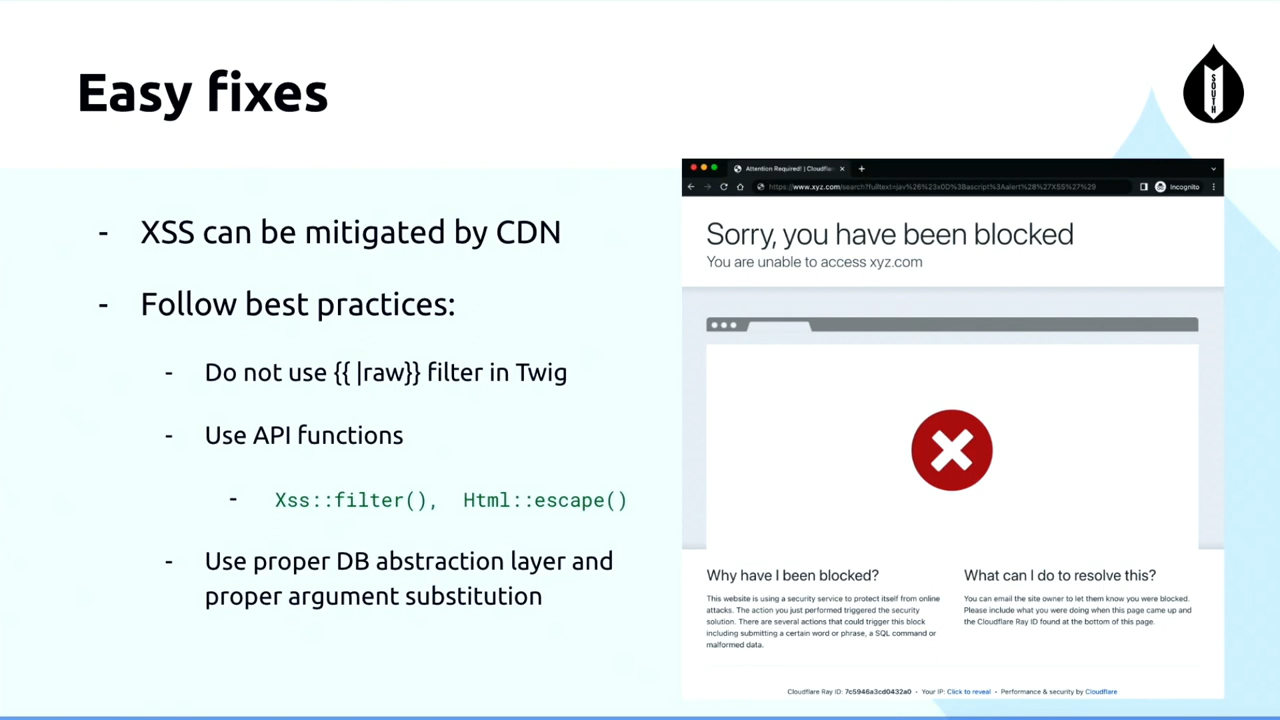 Easy fixes
SOUTH
- XSS can be mitigated by CDN
- Follow best practices:
- Do not use {{ |raw}} filter in Twig
- Use API functions
- Xss::filter(), Html::escape()
- Use proper DB abstraction layer and
proper argument substitution
Attention Required! | Cloudfla
https://www.xyz.com/search?fulltext=jav%26%23x0D%3Bascript%3Aalert%28%27XSS%27%29
Incognito
Sorry, you have been blocked
You are unable to access xyz.com
Why have I been blocked?
This website is using a security service to protect itself from online
attacks. The action you just performed triggered the security
solution. There are several actions that could trigger this block
including submitting a certain word or phrase, a SQL command or
malformed data.
What can I do to resolve this?
You can email the site owner to let them know you were blocked.
Please include what you were doing when this page came up and
the Cloudflare Ray ID found at the bottom of this page.
Cloudflare Ray ID: 7c5946a3cd0432a0 • Your IP: Click to reveal • Performance & security by Cloudflare